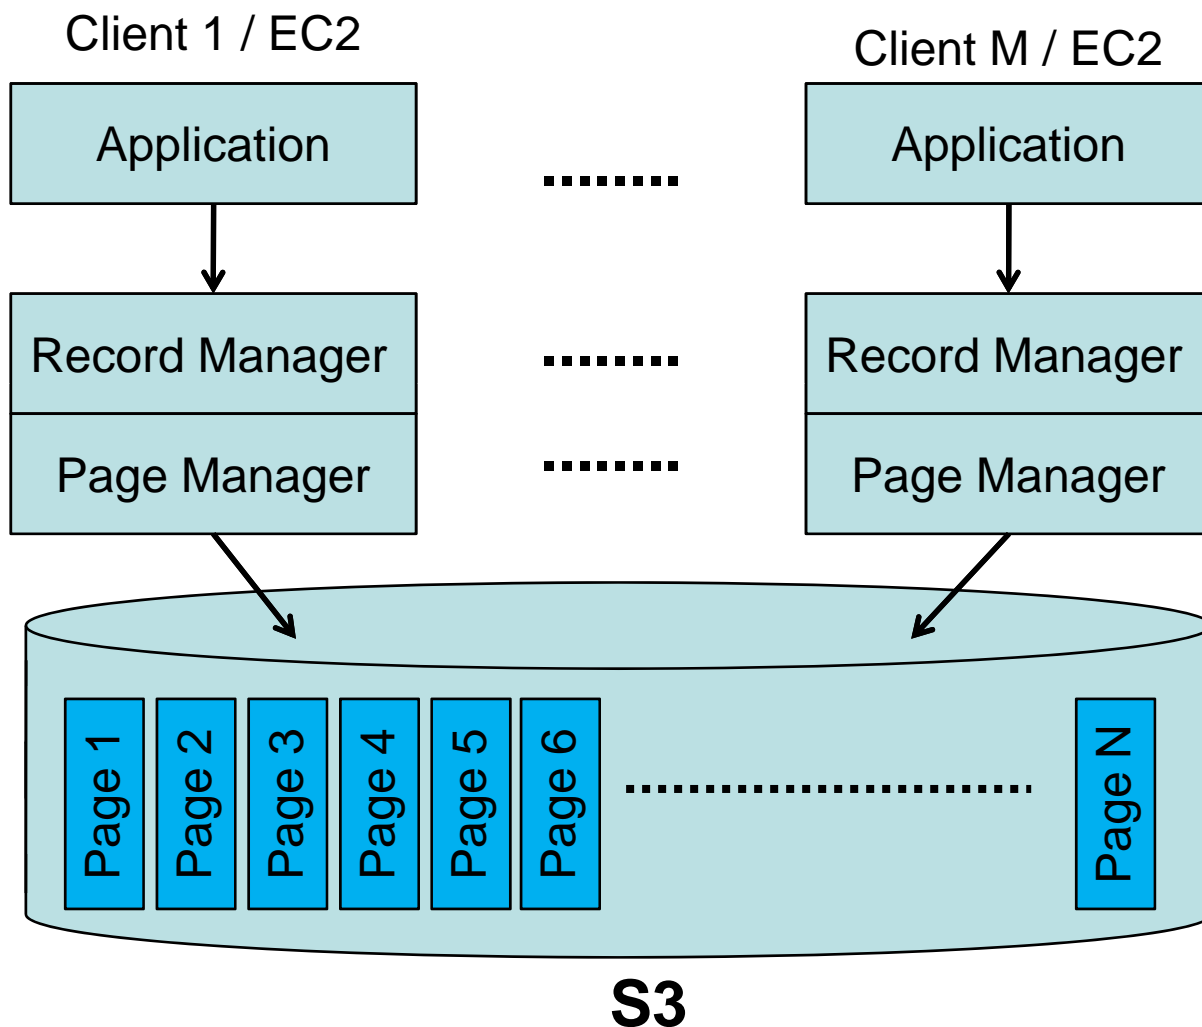 Client 1 / EC2
Client M / EC2
Application
Application
Record Manager
Record Manager
Page Manager
Page Manager
Page 1
Page 2
Page 3
Page 4
Page 5
Page 6
Page N
S3